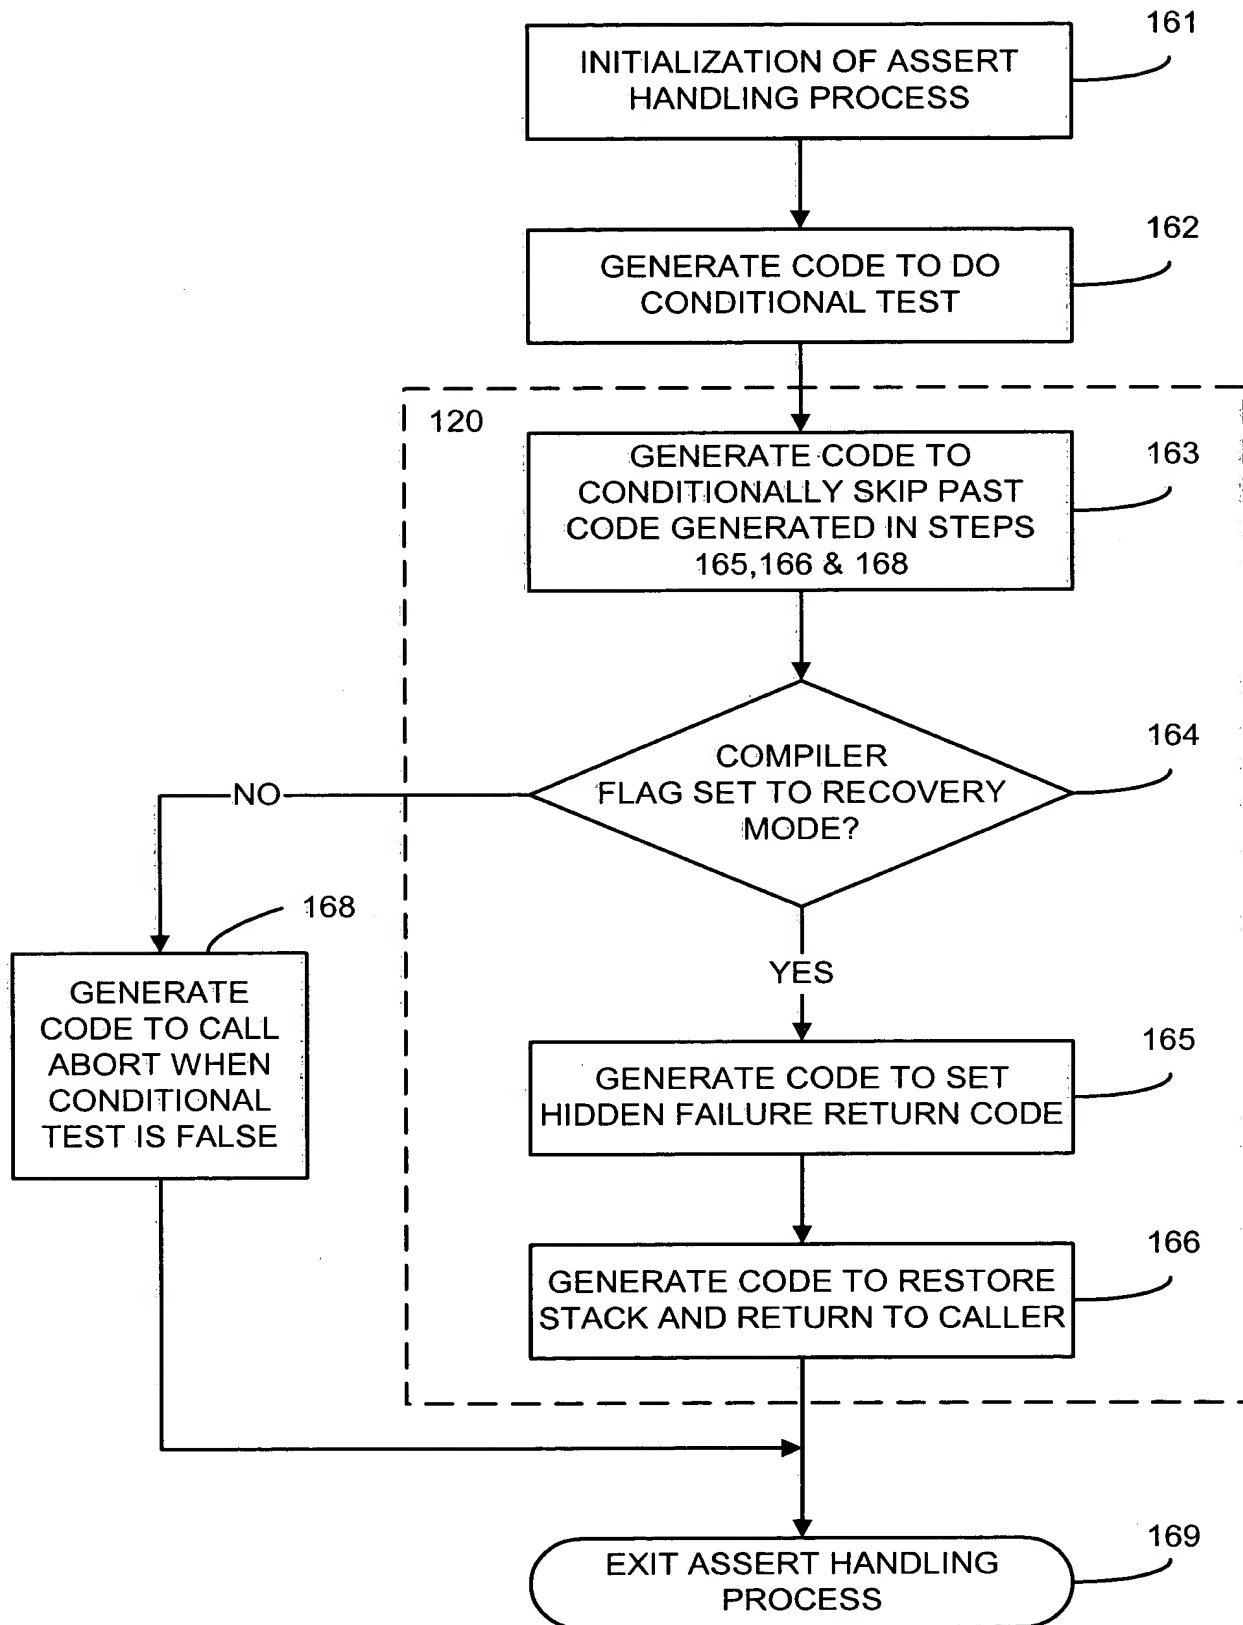 161
INITIALIZATION OF ASSERT
HANDLING PROCESS
162
GENERATE CODE TO DO
CONDITIONAL TEST
120
163
GENERATE CODE TO
CONDITIONALLY SKIP PAST
CODE GENERATED IN STEPS
165,166 & 168
164
COMPILER
FLAG SET TO RECOVERY
MODE?
NO
YES
168
GENERATE
CODE TO CALL
ABORT WHEN
CONDITIONAL
TEST IS FALSE
165
GENERATE CODE TO SET
HIDDEN FAILURE RETURN CODE
166
GENERATE CODE TO RESTORE
STACK AND RETURN TO CALLER
169
EXIT ASSERT HANDLING
PROCESS